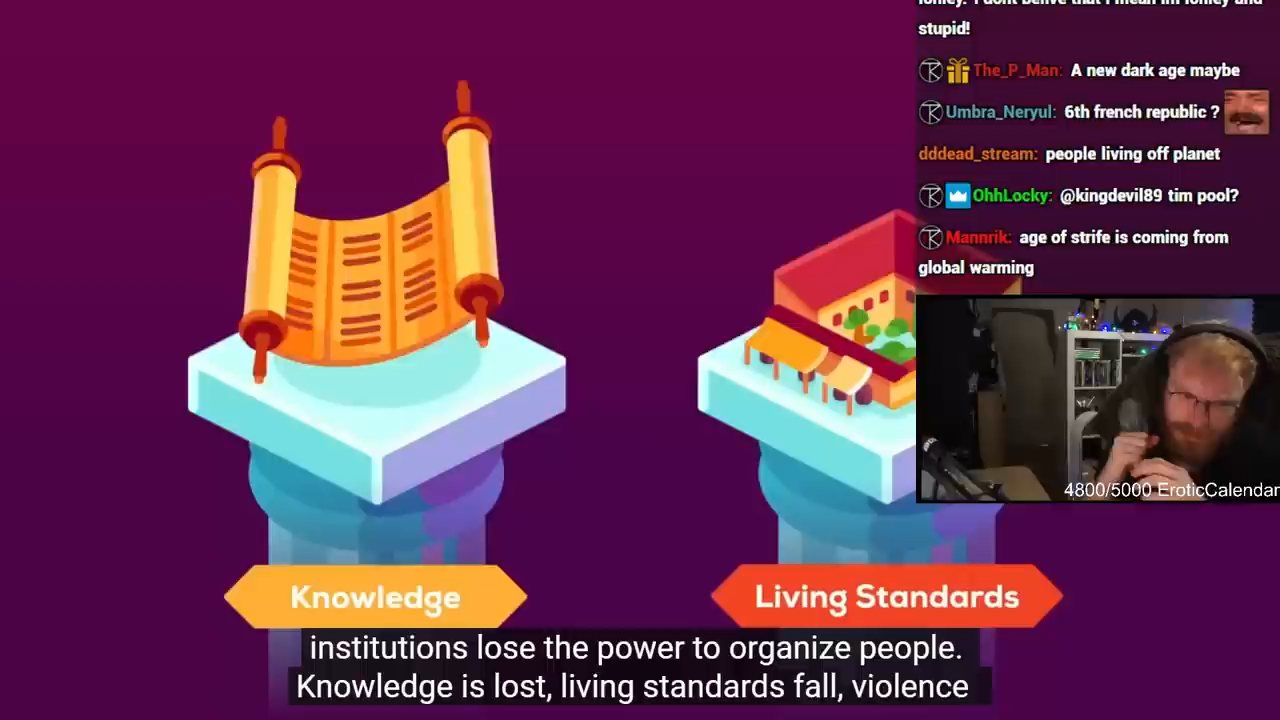 lonley." I dont belive that I mean im lonley and
stupid!
The_P_Man: A new dark age maybe
Umbra_Neryul: 6th french republic ?
dddead_stream: people living off planet
OhhLocky: @kingdevil89 tim pool?
Mannrik: age of strife is coming from
global warming
4800/5000 EroticCalendar
Knowledge
Living Standards
institutions lose the power to organize people.
Knowledge is lost, living standards fall, violence